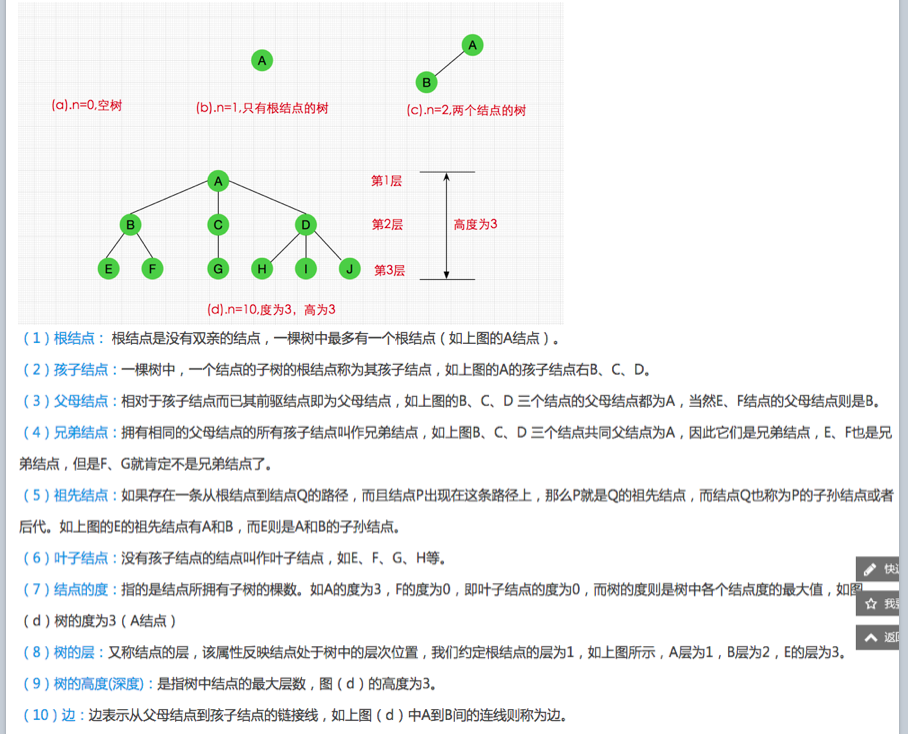 A
A
B
(a).n=0,空树
(b).n=1,只有根结点的树
(c).n=2,两个结点的树
A
第1层
B
C
D
第2层
高度为3
E
F
G
H
I
J
第3层
(d).n=10,度为3，高为3
（1）根结点： 根结点是没有双亲的结点，一棵树中最多有一个根结点（如上图的A结点）。
（2）孩子结点：一棵树中，一个结点的子树的根结点称为其孩子结点，如上图的A的孩子结点右B、C、D。
（3）父母结点：相对于孩子结点而已其前驱结点即为父母结点，如上图的B、C、D 三个结点的父母结点都为A，当然E、F结点的父母结点则是B。
（4）兄弟结点：拥有相同的父母结点的所有孩子结点叫作兄弟结点，如上图B、C、D 三个结点共同父结点为A，因此它们是兄弟结点，E、F也是兄
弟结点，但是F、G就肯定不是兄弟结点了。
（5）祖先结点：如果存在一条从根结点到结点Q的路径，而且结点P出现在这条路径上，那么P就是Q的祖先结点，而结点Q也称为P的子孙结点或者
后代。如上图的E的祖先结点有A和B，而E则是A和B的子孙结点。
（6）叶子结点：没有孩子结点的结点叫作叶子结点，如E、F、G、H等。
（7）结点的度：指的是结点所拥有子树的棵数。如A的度为3，F的度为0，即叶子结点的度为0，而树的度则是树中各个结点度的最大值，如图
（d）树的度为3（A结点）
（8）树的层：又称结点的层，该属性反映结点处于树中的层次位置，我们约定根结点的层为1，如上图所示，A层为1，B层为2，E的层为3。
（9）树的高度(深度)：是指树中结点的最大层数，图（d）的高度为3。
（10）边：边表示从父母结点到孩子结点的链接线，如上图（d）中A到B间的连线则称为边。
快
我
返